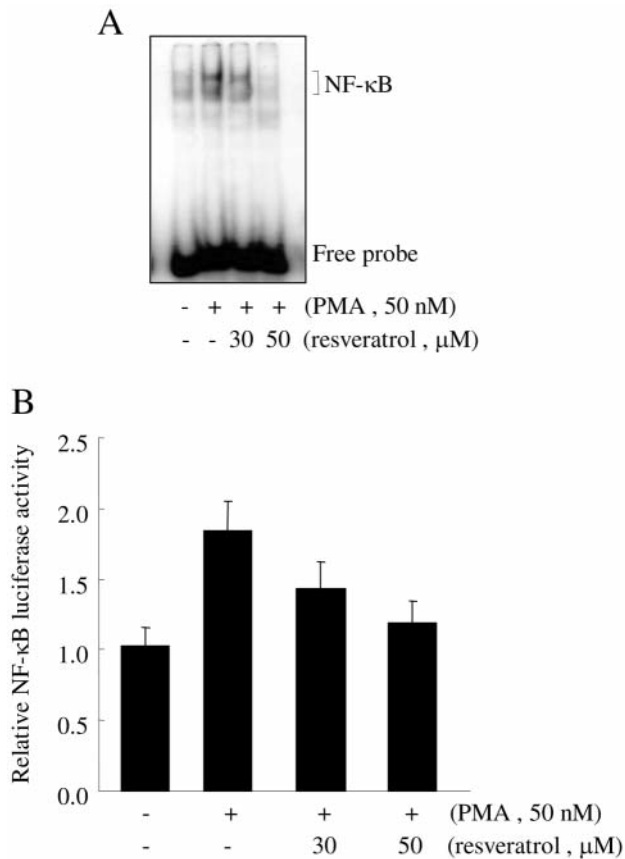 A
NF-κB
Free probe
- + + + (PMA , 50 nM)
- - 30 50 (resveratrol , μM)
B
Relative NF-κB luciferase activity
2.5
2.0
1.5
1.0
0.5
0.0
- + + + (PMA , 50 nM)
- - 30 50 (resveratrol , μM)